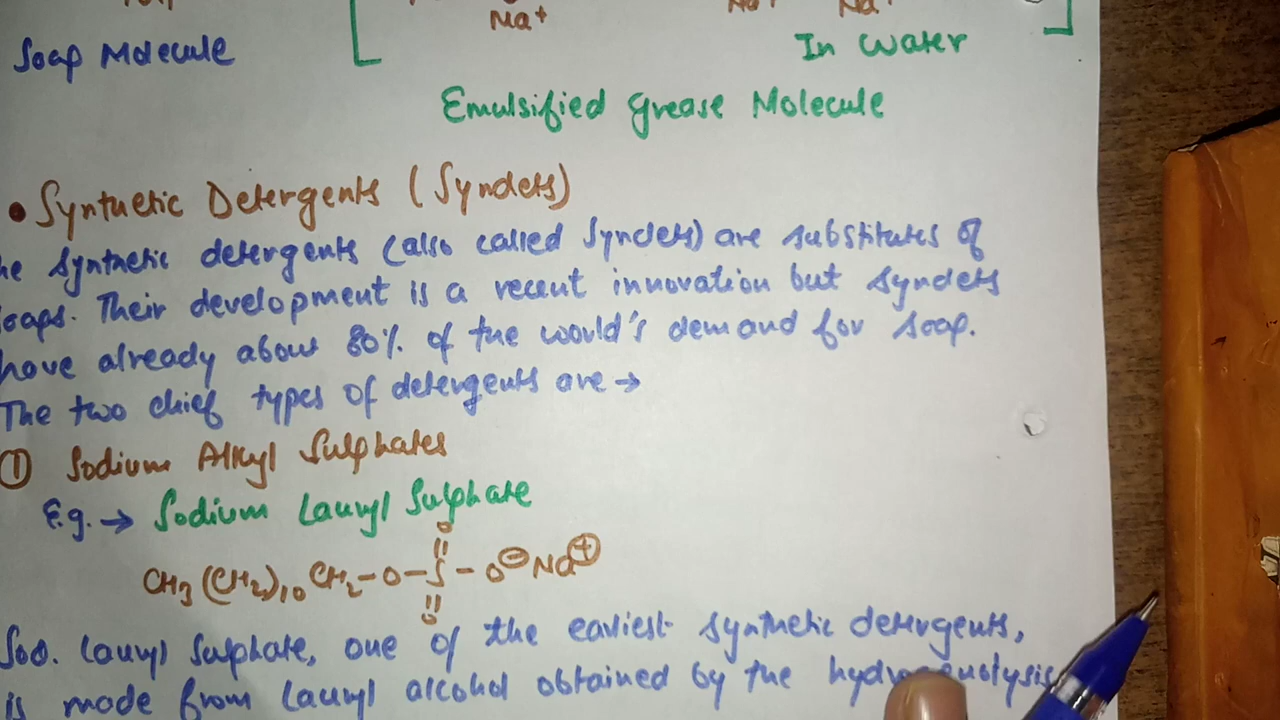 Na+
Na+
Soap Molecule
In Water
Emulsified Grease Molecule
• Synthetic Detergents (Syndets)
he synthetic detergents (also called Syndets) are substitutes of
oaps. Their development is a recent innovation but syndets
have already about 80% of the world's demand for soap.
The two chief types of detergents are →
① Sodium Alkyl Sulphates
E.g. → Sodium Lauryl Sulphate
O
CH3(CH2)10CH2-O-S-O⊖Na⊕
O
Sod. Lauryl Sulphate, one of the earliest synthetic detergents,
is made from Lauryl alcohol obtained by the